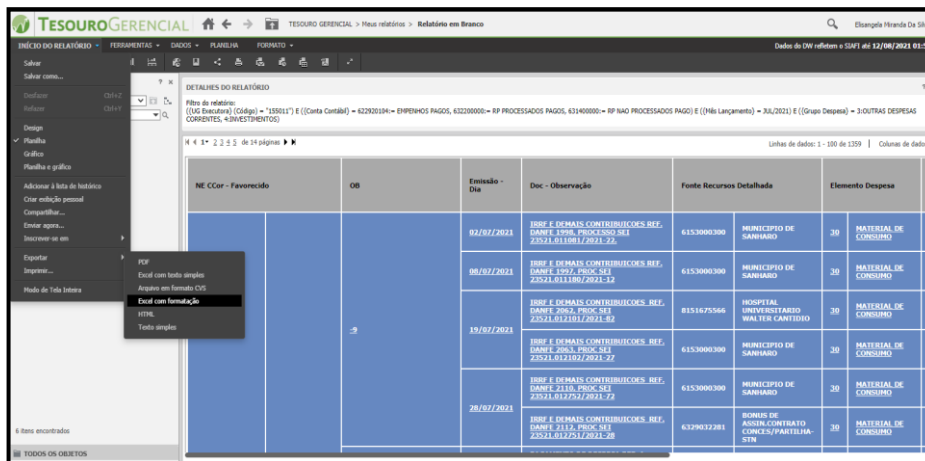 TESOUROGERENCIAL
TESOURO GERENCIAL > Meus relatórios > Relatório em Branco
Elisangela Miranda Da Sil
INÍCIO DO RELATÓRIO
FERRAMENTAS
DADOS
PLANILHA
FORMATO
Dados do DW refletem o SIAFI até 12/08/2021 01:5
Salvar
Salvar como...
Desfazer Ctrl+Z
Refazer Ctrl+Y
Design
Planilha
Gráfico
Planilha e gráfico
Adicionar à lista do histórico
Criar exibição pessoal
Compartilhar...
Enviar agora...
Inscrever-se em
Exportar
Imprimir...
Modo de Tela Inteira
PDF
Excel com texto simples
Arquivo em formato CVS
Excel com formatação
HTML
Texto simples
6 itens encontrados
TODOS OS OBJETOS
DETALHES DO RELATÓRIO
Filtro do relatório:
({UG Executora} (Código) = "155011") E ({Conta Contábil} = 622920104:= EMPENHOS PAGOS, 632200000:= RP PROCESSADOS PAGOS, 631400000:= RP NAO PROCESSADOS PAGO) E ({Mês Lançamento} = JUL/2021) E ({Grupo Despesa} = 3:OUTRAS DESPESAS
CORRENTES, 4:INVESTIMENTOS)
1 2 3 4 5 de 14 páginas
Linhas de dados: 1 - 100 de 1359 | Colunas de dado
NE CCor - Favorecido
OB
Emissão -
Dia
Doc - Observação
Fonte Recursos Detalhada
Elemento Despesa
-9
02/07/2021
IRRF E DEMAIS CONTRIBUICOES REF.
DANFE 1998, PROCESSO SEI
23521.011081/2021-22.
6153000300
MUNICIPIO DE
SANHARO
30
MATERIAL DE
CONSUMO
08/07/2021
IRRF E DEMAIS CONTRIBUICOES REF.
DANFE 1997, PROC SEI
23521.011180/2021-12
6153000300
MUNICIPIO DE
SANHARO
30
MATERIAL DE
CONSUMO
19/07/2021
IRRF E DEMAIS CONTRIBUICOES REF.
DANFE 2062, PROC SEI
23521.012101/2021-82
8151675566
HOSPITAL
UNIVERSITARIO
WALTER CANTIDIO
30
MATERIAL DE
CONSUMO
IRRF E DEMAIS CONTRIBUICOES REF.
DANFE 2063, PROC SEI
23521.012102/2021-27
6153000300
MUNICIPIO DE
SANHARO
30
MATERIAL DE
CONSUMO
28/07/2021
IRRF E DEMAIS CONTRIBUICOES REF.
DANFE 2110, PROC SEI
23521.012752/2021-72
6153000300
MUNICIPIO DE
SANHARO
30
MATERIAL DE
CONSUMO
IRRF E DEMAIS CONTRIBUICOES REF.
DANFE 2112, PROC SEI
23521.012751/2021-28
6329032281
BONUS DE
ASSIN.CONTRATO
CONCES/PARTILHA-
STN
30
MATERIAL DE
CONSUMO